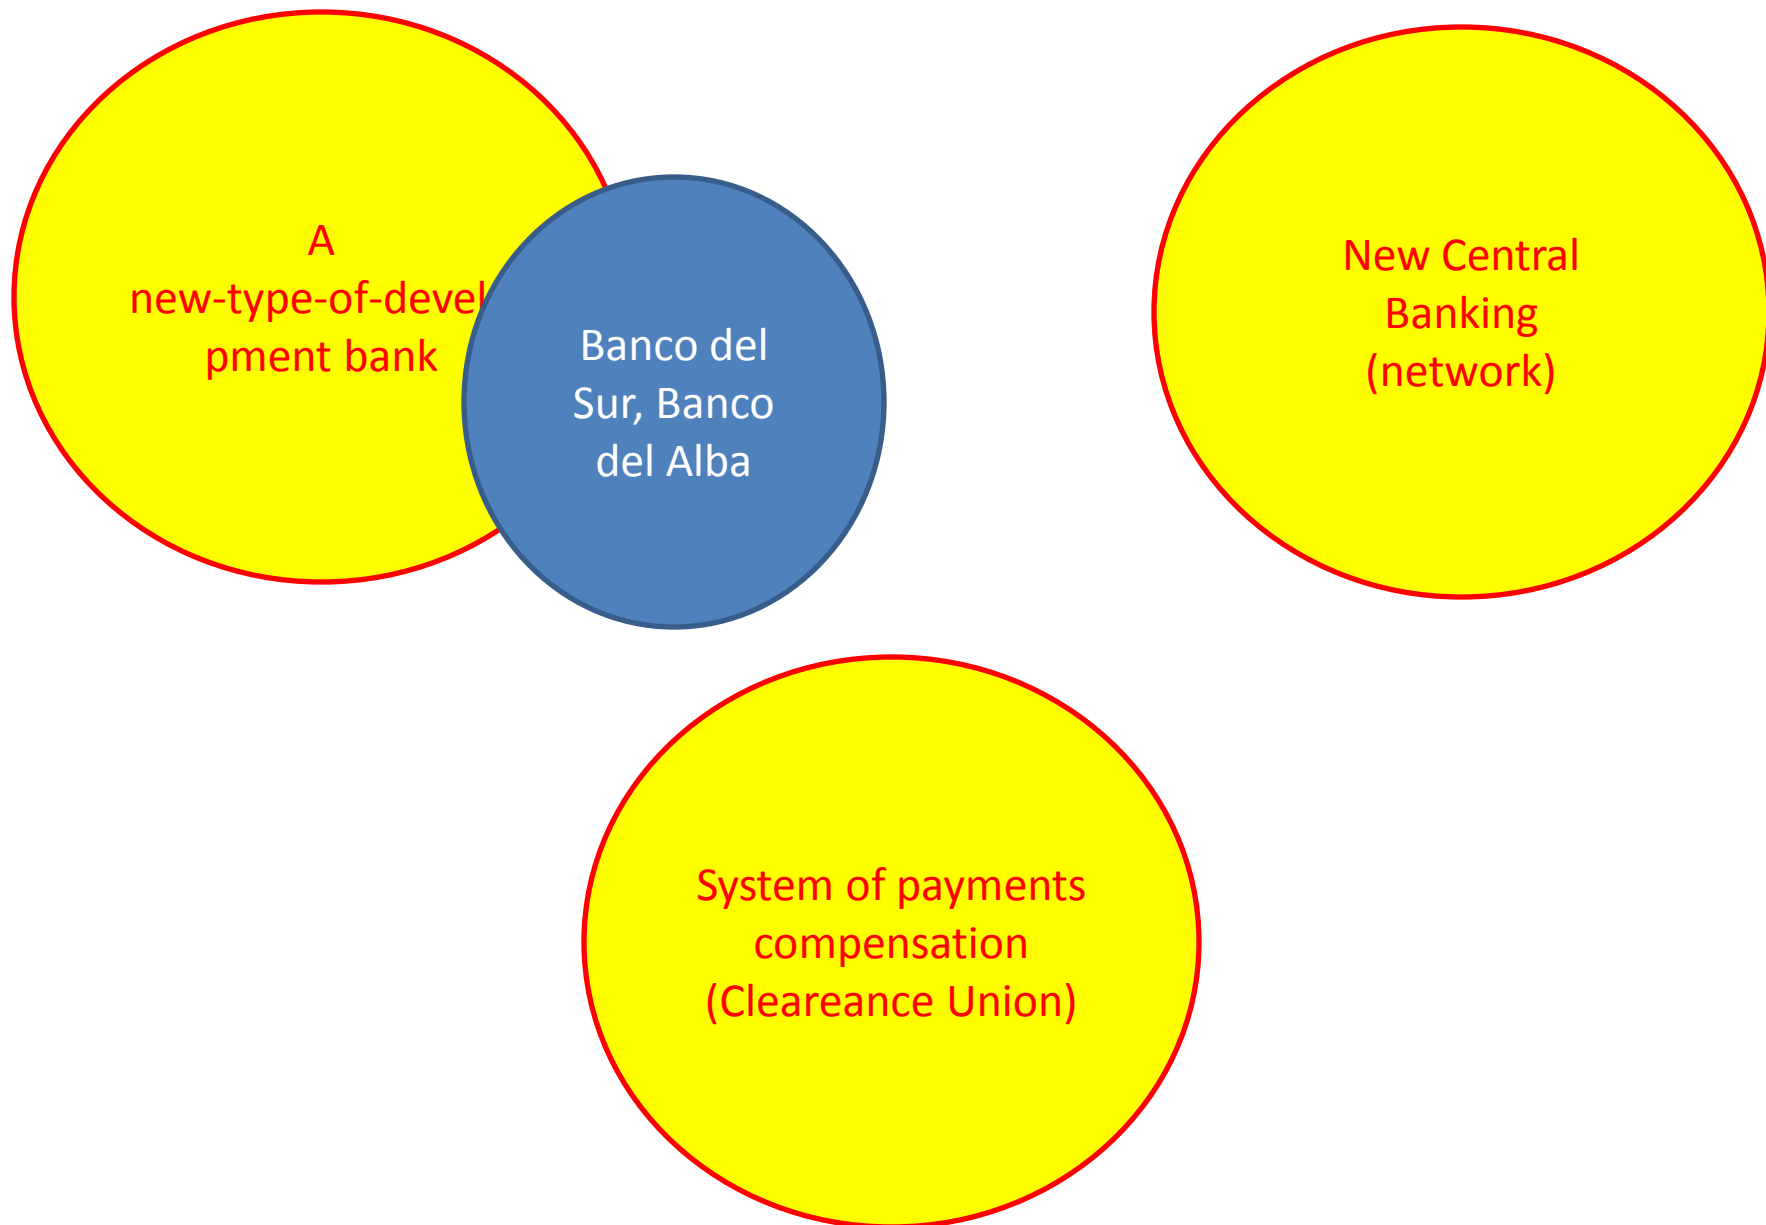 A
new-type-of-devel
pment bank
Banco del
Sur, Banco
del Alba
New Central
Banking
(network)
System of payments
compensation
(Cleareance Union)